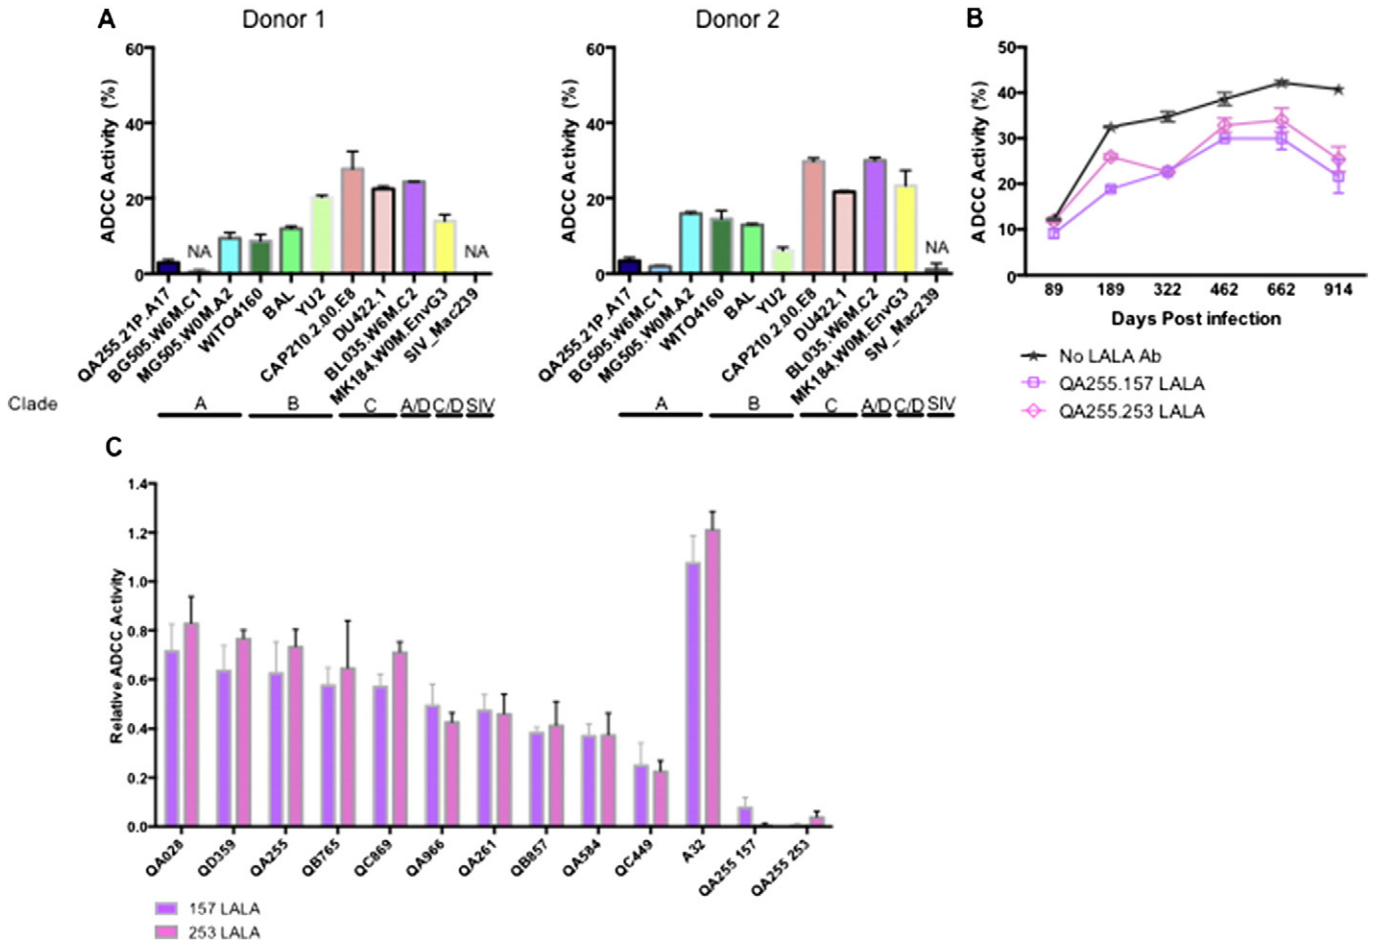 A
Donor 1
ADCC Activity (%)
60
40
20
0
NA
NA
QA255.21P.A17
BG505.W6M.C1
MG505.W0M.A2
WITO4160
BAL
YU2
CAP210.2.00.E8
DU422.1
BL035.W6M.C2
MK184.W0M.EnvG3
SIV_Mac239
Clade
A
B
C
A/D
C/D
SIV
Donor 2
ADCC Activity (%)
60
40
20
0
NA
QA255.21P.A17
BG505.W6M.C1
MG505.W0M.A2
WITO4160
BAL
YU2
CAP210.2.00.E8
DU422.1
BL035.W6M.C2
MK184.W0M.EnvG3
SIV_Mac239
A
B
C
A/D
C/D
SIV
B
ADCC Activity (%)
50
40
30
20
10
0
89 189 322 462 662 914
Days Post infection
No LALA Ab
QA255.157 LALA
QA255.253 LALA
C
Relative ADCC Activity
1.4
1.2
1.0
0.8
0.6
0.4
0.2
0.0
QA028
QD359
QA255
QB765
QC869
QA966
QA261
QB857
QA584
QC449
A32
QA255 157
QA255 253
157 LALA
253 LALA